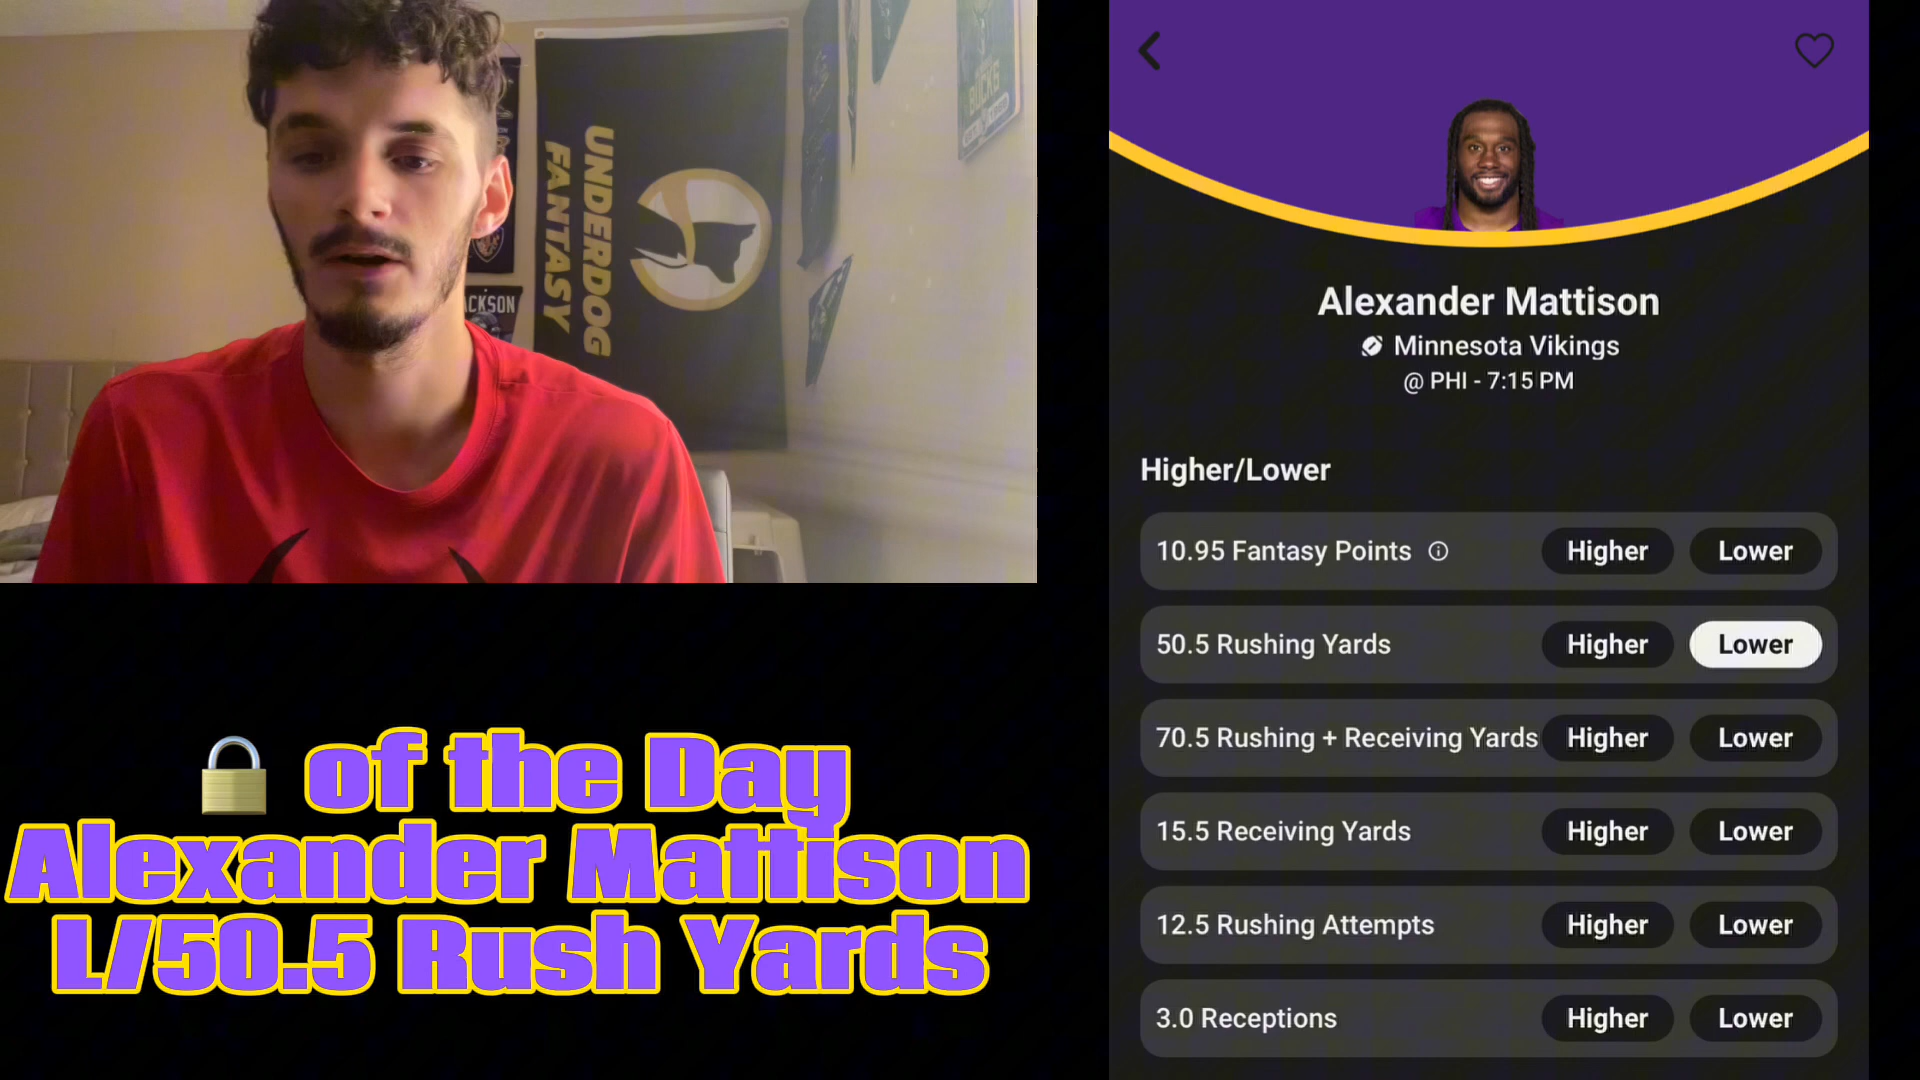 UNDERDOG
FANTASY
BUCKS
ACKSON
🔒 of the Day
Alexander Mattison
L/50.5 Rush Yards
Alexander Mattison
Minnesota Vikings
@ PHI - 7:15 PM
Higher/Lower
10.95 Fantasy Points Higher Lower
50.5 Rushing Yards Higher Lower
70.5 Rushing + Receiving Yards Higher Lower
15.5 Receiving Yards Higher Lower
12.5 Rushing Attempts Higher Lower
3.0 Receptions Higher Lower